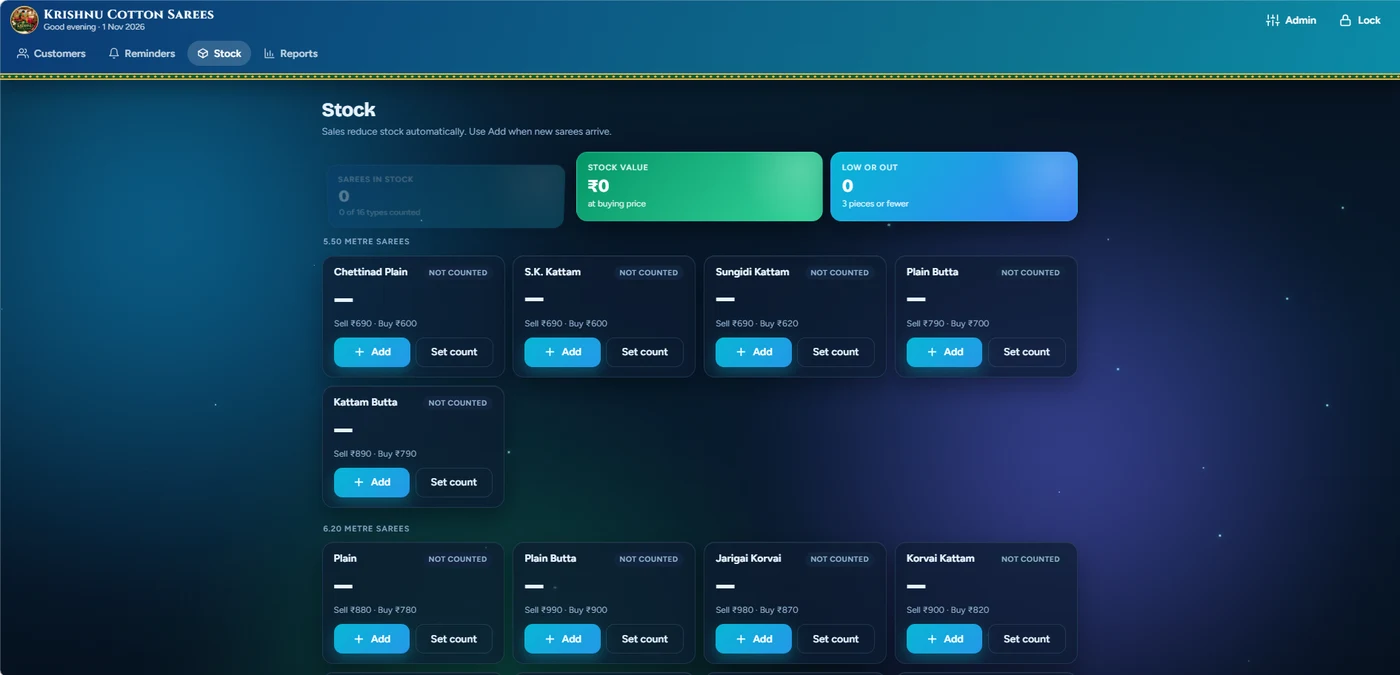 Krishnu Cotton Sarees
Good evening · 1 Nov 2026
Admin
Lock
Customers
Reminders
Stock
Reports
Stock
Sales reduce stock automatically. Use Add when new sarees arrive.
SAREES IN STOCK
0
0 of 16 types counted
STOCK VALUE
₹0
at buying price
LOW OR OUT
0
3 pieces or fewer
5.50 METRE SAREES
Chettinad Plain NOT COUNTED
—
Sell ₹690 · Buy ₹600
+ Add Set count
S.K. Kattam NOT COUNTED
—
Sell ₹690 · Buy ₹600
+ Add Set count
Sungidi Kattam NOT COUNTED
—
Sell ₹690 · Buy ₹620
+ Add Set count
Plain Butta NOT COUNTED
—
Sell ₹790 · Buy ₹700
+ Add Set count
Kattam Butta NOT COUNTED
—
Sell ₹890 · Buy ₹790
+ Add Set count
6.20 METRE SAREES
Plain NOT COUNTED
—
Sell ₹880 · Buy ₹780
+ Add Set count
Plain Butta NOT COUNTED
—
Sell ₹990 · Buy ₹900
+ Add Set count
Jarigai Korvai NOT COUNTED
—
Sell ₹980 · Buy ₹870
+ Add Set count
Korvai Kattam NOT COUNTED
—
Sell ₹900 · Buy ₹820
+ Add Set count